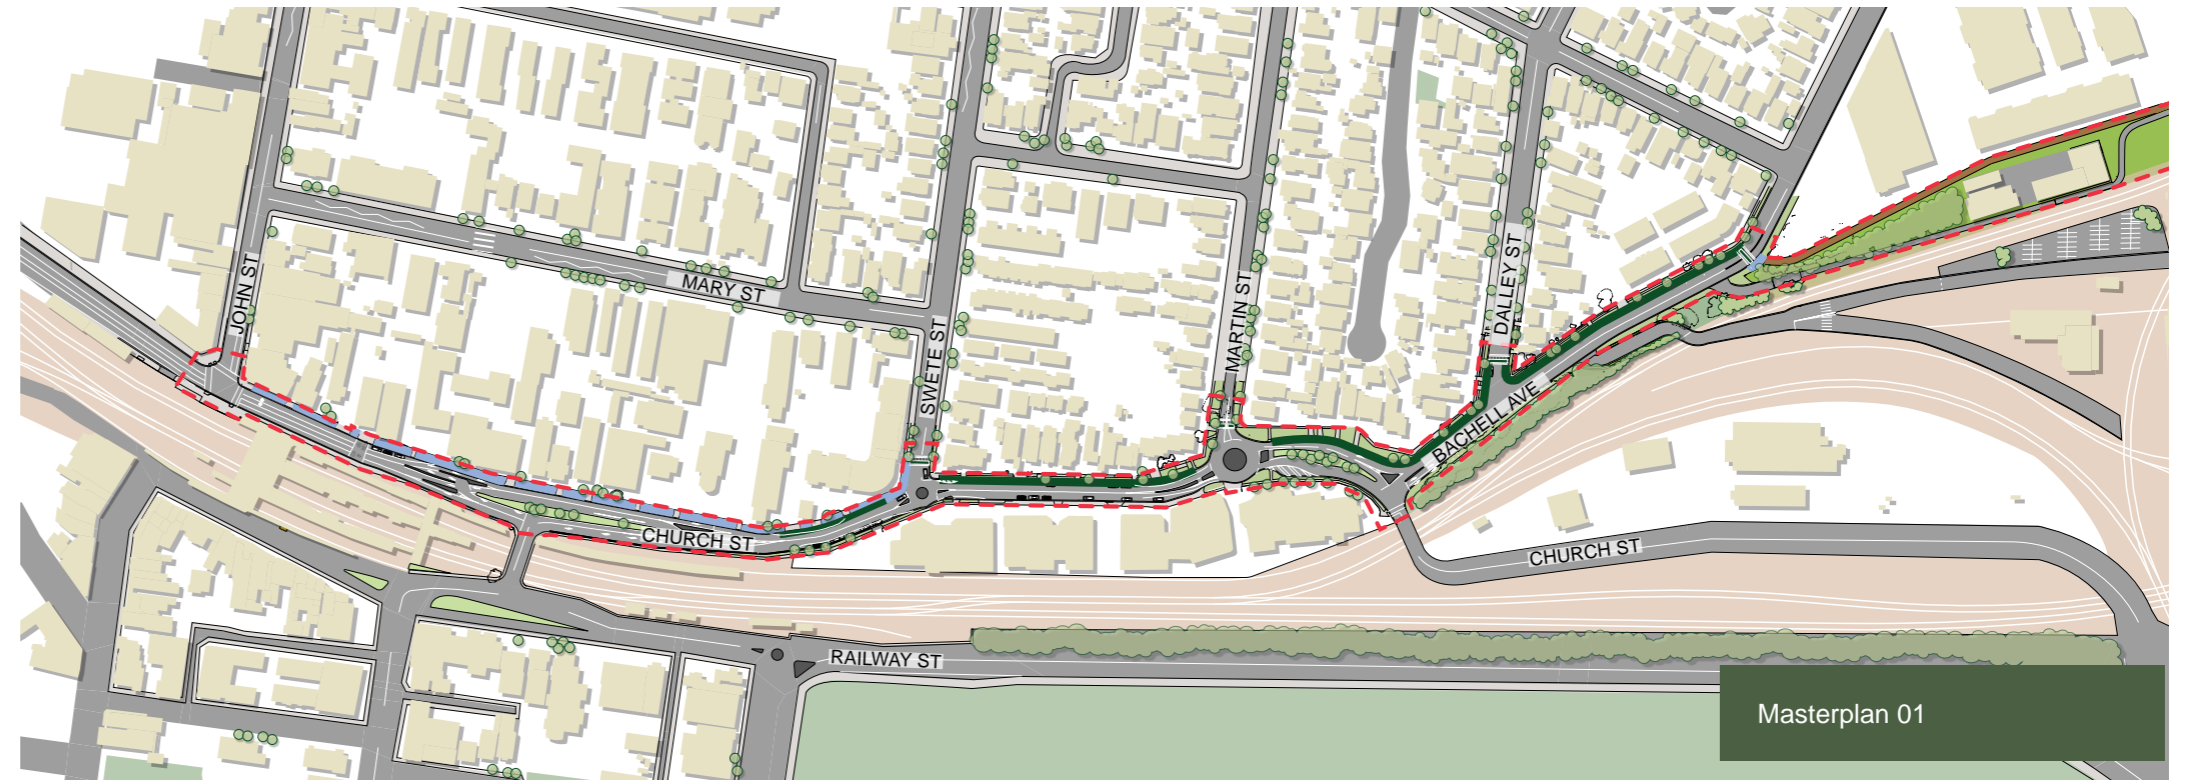 JOHN ST
MARY ST
SWETE ST
MARTIN ST
DALLEY ST
BACHELL AVE
CHURCH ST
CHURCH ST
RAILWAY ST
Masterplan 01